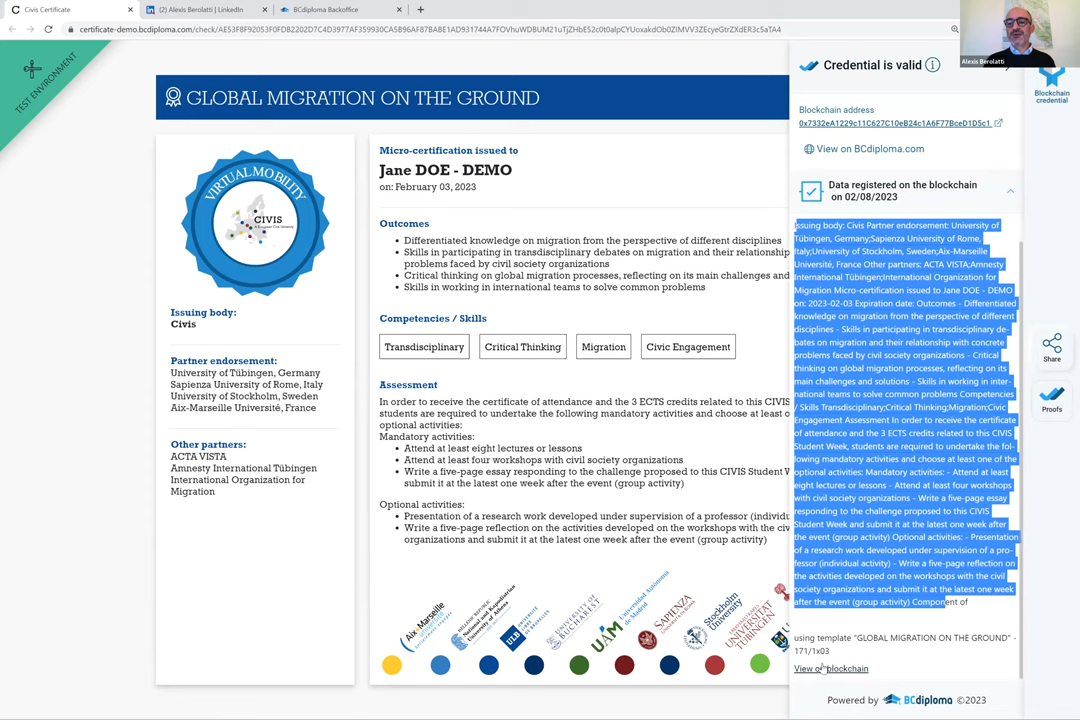 Civis Certificate
(2) Alexis Berolatti | LinkedIn
BCdiploma Backoffice
certificate-demo.bcdiploma.com/check/
TEST ENVIRONMENT
GLOBAL MIGRATION ON THE GROUND
VIRTUAL MOBILITY
CIVIS
Issuing body:
Civis
Partner endorsement:
University of Tübingen, Germany
Sapienza University of Rome, Italy
University of Stockholm, Sweden
Aix-Marseille Université, France
Other partners:
ACTA VISTA
Amnesty International Tübingen
International Organization for
Migration
Micro-certification issued to
Jane DOE - DEMO
on: February 03, 2023
Outcomes
• Differentiated knowledge on migration from the perspective of different disciplines
• Skills in participating in transdisciplinary debates on migration and their relationship
problems faced by civil society organizations
• Critical thinking on global migration processes, reflecting on its main challenges and
• Skills in working in international teams to solve common problems
Competencies / Skills
Transdisciplinary
Critical Thinking
Migration
Civic Engagement
Assessment
In order to receive the certificate of attendance and the 3 ECTS credits related to this CIVIS
students are required to undertake the following mandatory activities and choose at least o
optional activities:
Mandatory activities:
• Attend at least eight lectures or lessons
• Attend at least four workshops with civil society organizations
• Write a five-page essay responding to the challenge proposed to this CIVIS Student W
submit it at the latest one week after the event (group activity)
Optional activities:
• Presentation of a research work developed under supervision of a professor (individu
• Write a five-page reflection on the activities developed on the workshops with the civ
organizations and submit it at the latest one week after the event (group activity)
Aix*Marseille
HELLENIC REPUBLIC
National and Kapodistrian
University of Athens
ULB
UNIVERSITÉ
LIBRE
DE BRUXELLES
UNIVERSITY OF
BUCHAREST
UAM
Universidad Autónoma
de Madrid
SAPIENZA
Stockholm
University
UNIVERSITÄT
TÜBINGEN
Credential is valid
Blockchain address
0x7332eA1229c11C627C10eB24c1A6F77BceD1D5c1
View on BCdiploma.com
Data registered on the blockchain
on 02/08/2023
Issuing body: Civis Partner endorsement: University of
Tübingen, Germany;Sapienza University of Rome,
Italy;University of Stockholm, Sweden;Aix-Marseille
Université, France Other partners: ACTA VISTA;Amnesty
International Tübingen;International Organization for
Migration Micro-certification issued to Jane DOE - DEMO
on: 2023-02-03 Expiration date: Outcomes - Differentiated
knowledge on migration from the perspective of different
disciplines - Skills in participating in transdisciplinary de-
bates on migration and their relationship with concrete
problems faced by civil society organizations - Critical
thinking on global migration processes, reflecting on its
main challenges and solutions - Skills in working in inter-
national teams to solve common problems Competencies
/ Skills Transdisciplinary;Critical Thinking;Migration;Civic
Engagement Assessment In order to receive the certificate
of attendance and the 3 ECTS credits related to this CIVIS
Student Week, students are required to undertake the fol-
lowing mandatory activities and choose at least one of the
optional activities: Mandatory activities: - Attend at least
eight lectures or lessons - Attend at least four workshops
with civil society organizations - Write a five-page essay
responding to the challenge proposed to this CIVIS
Student Week and submit it at the latest one week after
the event (group activity) Optional activities: - Presentation
of a research work developed under supervision of a pro-
fessor (individual activity) - Write a five-page reflection on
the activities developed on the workshops with the civil
society organizations and submit it at the latest one week
after the event (group activity) Component of
using template "GLOBAL MIGRATION ON THE GROUND" -
171/1x03
View on blockchain
Powered by BCdiploma ©2023
Alexis Berolatti
Blockchain
credential
Share
Proofs